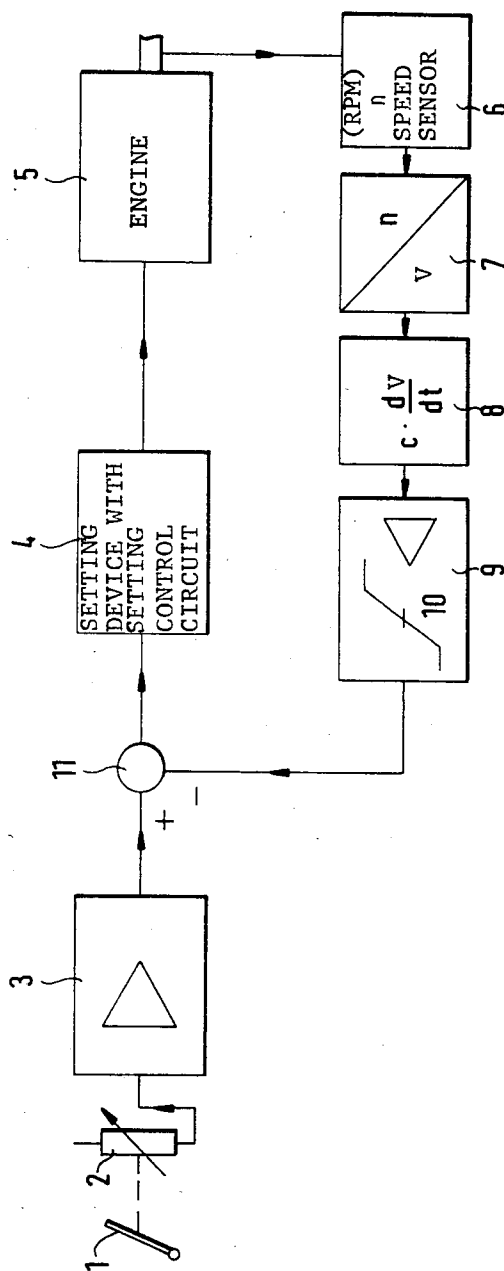 1
2
3
+
−
11
4
SETTING
DEVICE WITH
SETTING
CONTROL
CIRCUIT
5
ENGINE
(RPM)
n
SPEED
SENSOR
6
n
v
7
c · dv/dt
8
10
9